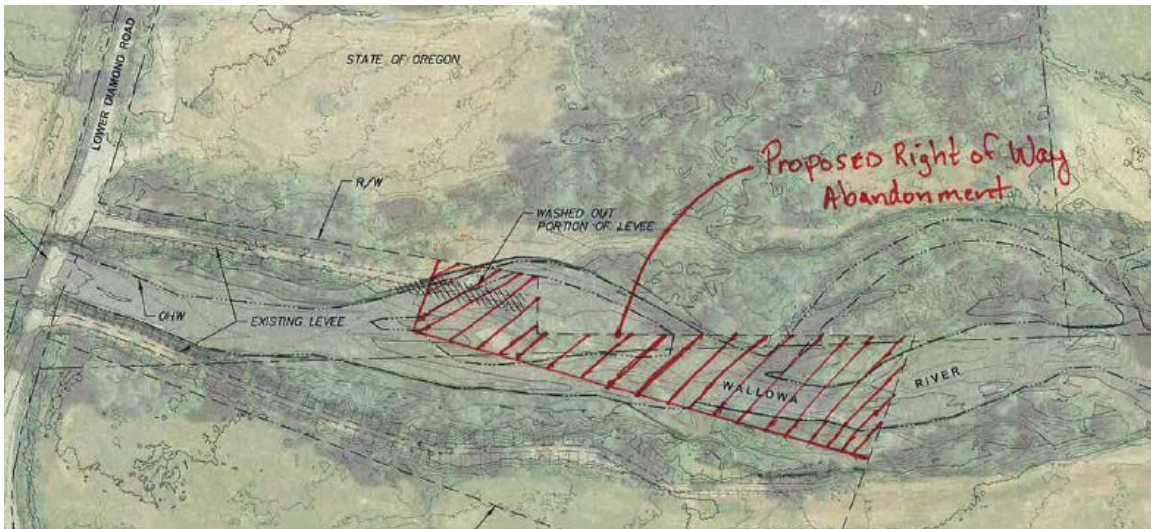 STATE OF OREGON
LOWER DIAMOND ROAD
Proposed Right of Way
Abandonment
R/W
WASHED OUT
PORTION OF LEVEE
OHW
EXISTING LEVEE
WALLOWA
RIVER